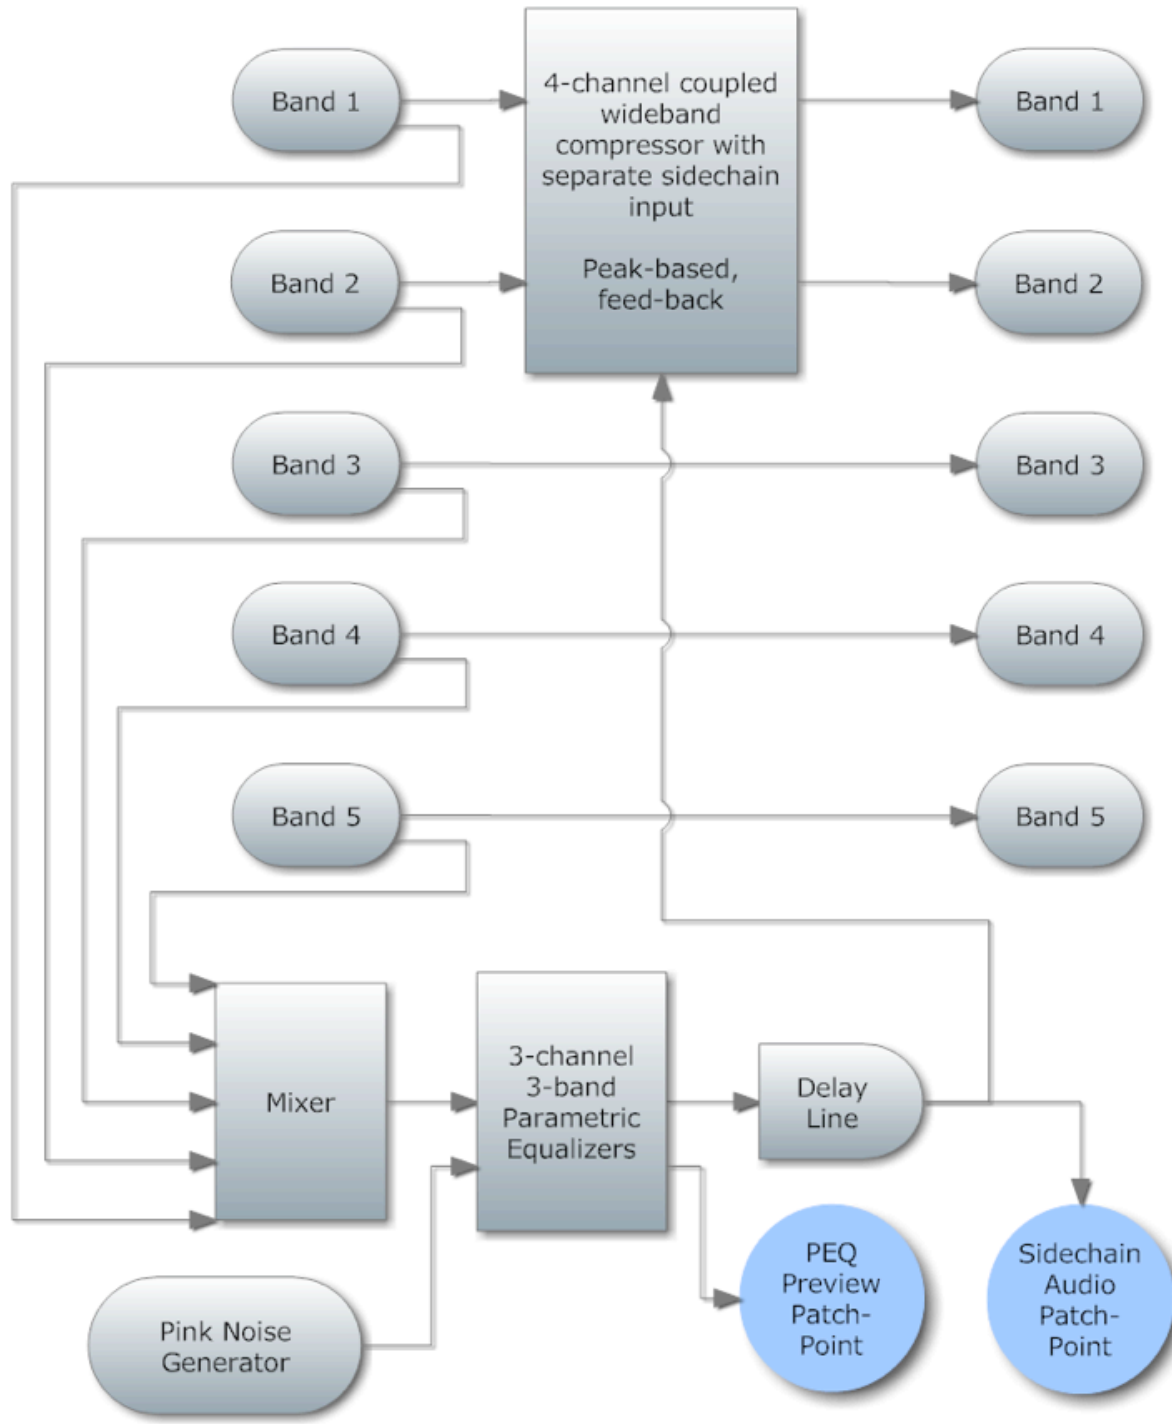 Band 1
4-channel coupled
wideband
compressor with
separate sidechain
input
Peak-based,
feed-back
Band 1
Band 2
Band 2
Band 3
Band 3
Band 4
Band 4
Band 5
Band 5
Mixer
3-channel
3-band
Parametric
Equalizers
Delay
Line
Pink Noise
Generator
PEQ
Preview
Patch-
Point
Sidechain
Audio
Patch-
Point